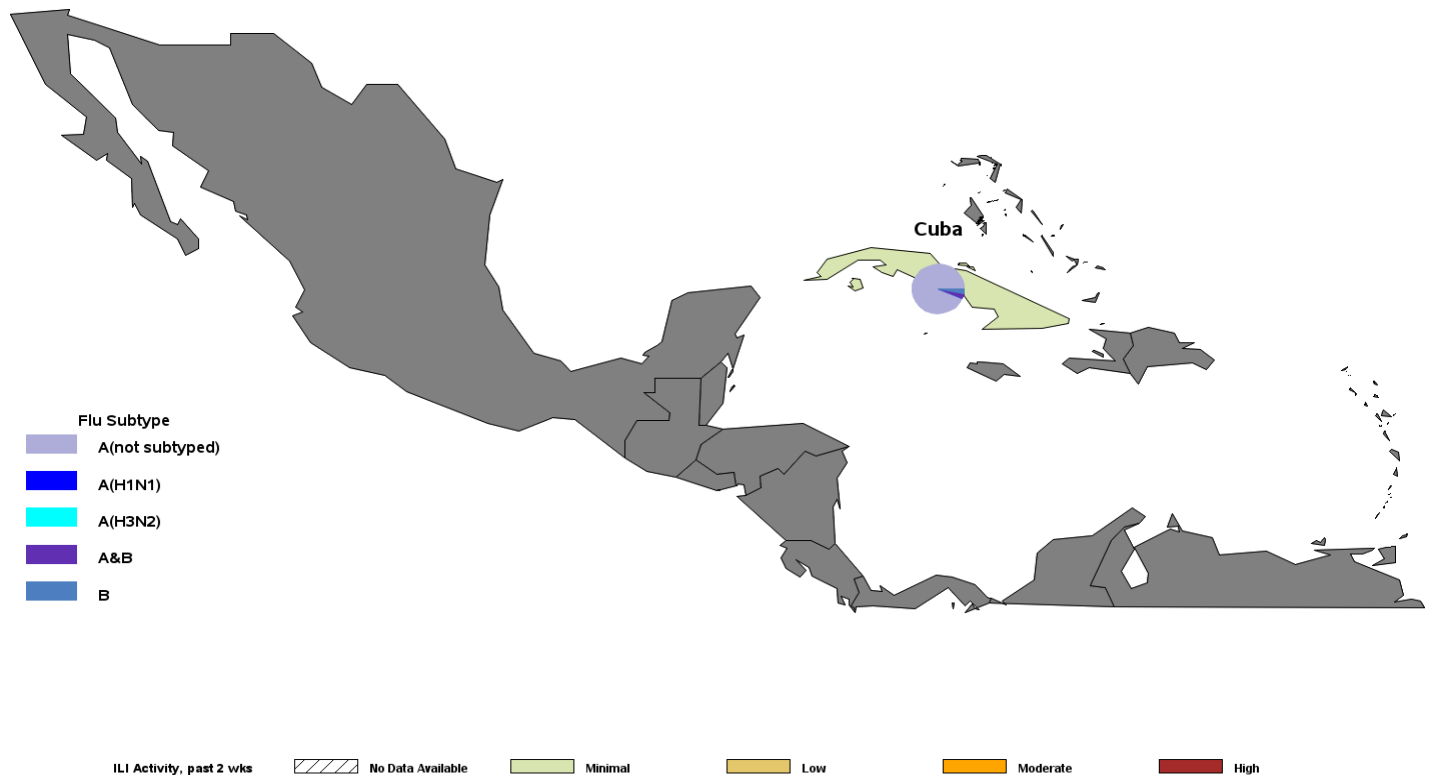 Cuba
Flu Subtype
A(not subtyped)
A(H1N1)
A(H3N2)
A&B
B
ILI Activity, past 2 wks No Data Available Minimal Low Moderate High